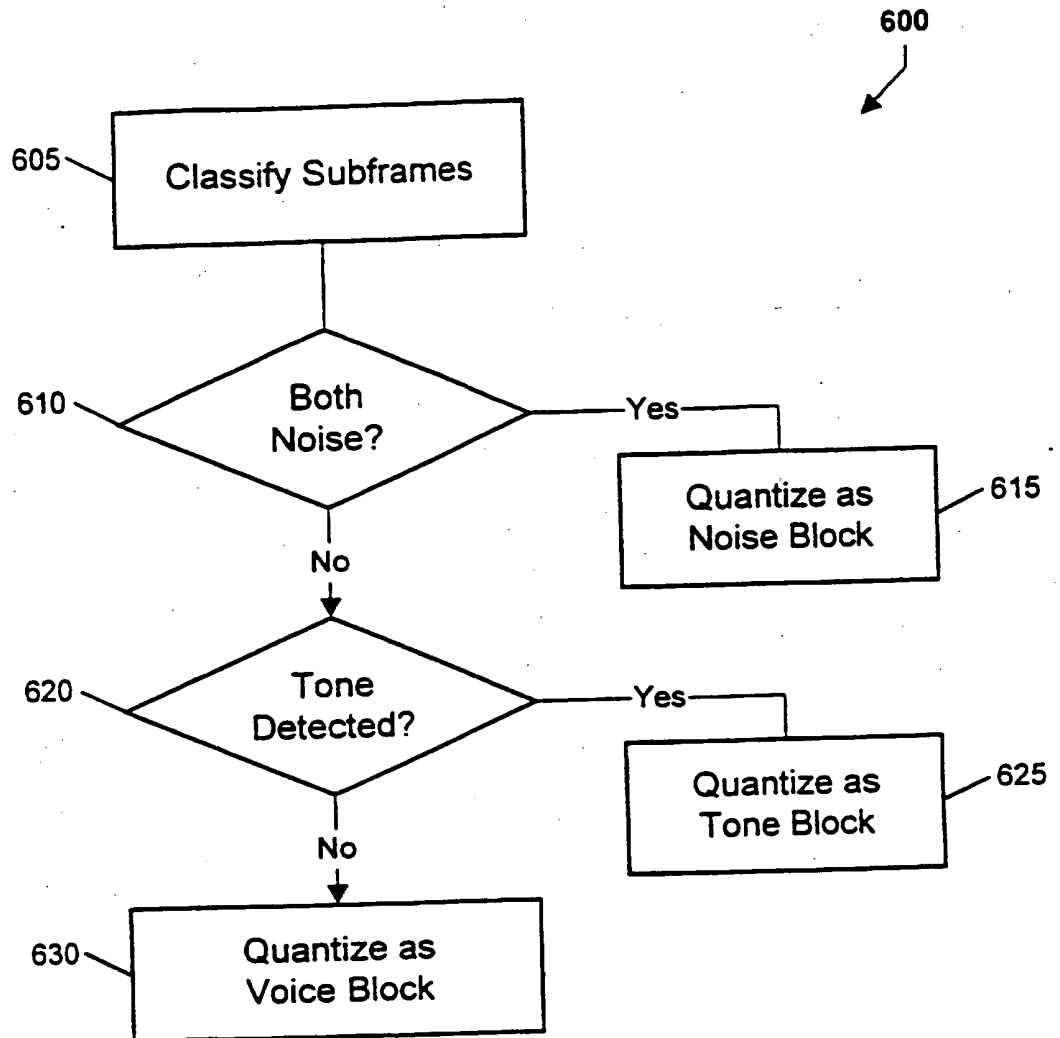 600
605
Classify Subframes
610
Both
Noise?
Yes
Quantize as
Noise Block
615
No
620
Tone
Detected?
Yes
Quantize as
Tone Block
625
No
630
Quantize as
Voice Block